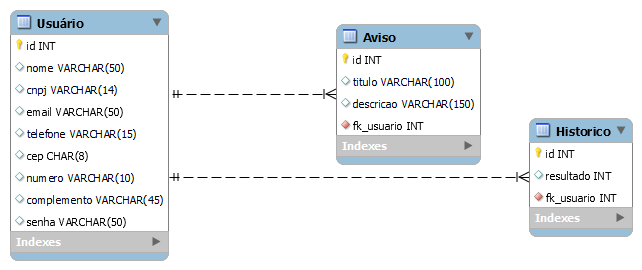 Usuário
id INT
nome VARCHAR(50)
cnpj VARCHAR(14)
email VARCHAR(50)
telefone VARCHAR(15)
cep CHAR(8)
numero VARCHAR(10)
complemento VARCHAR(45)
senha VARCHAR(50)
Indexes
Aviso
id INT
titulo VARCHAR(100)
descricao VARCHAR(150)
fk_usuario INT
Indexes
Historico
id INT
resultado INT
fk_usuario INT
Indexes